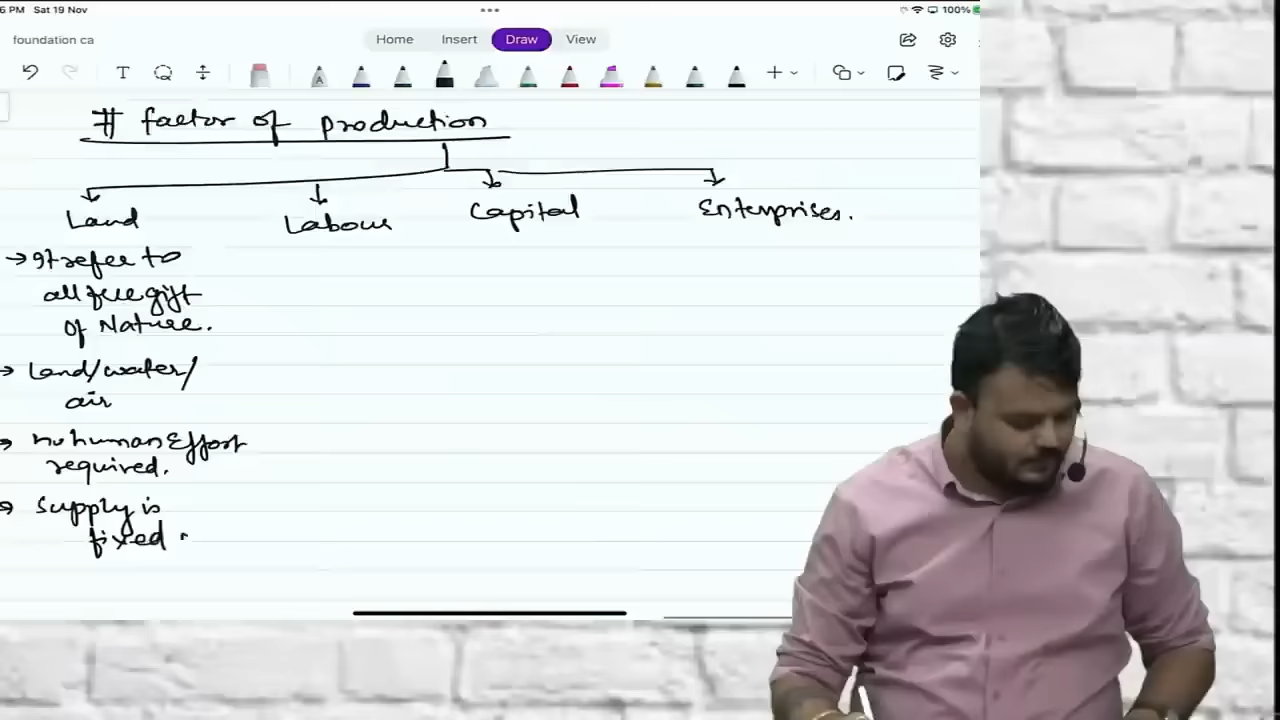 6 PM Sat 19 Nov
100%
foundation ca
Home Insert Draw View
# factor of production
Land Labour Capital Enterprises.
→ It refer to
all free gift
of Nature.
→ Land/water/
air
→ no human Effort
required.
→ Supply is
fixed.